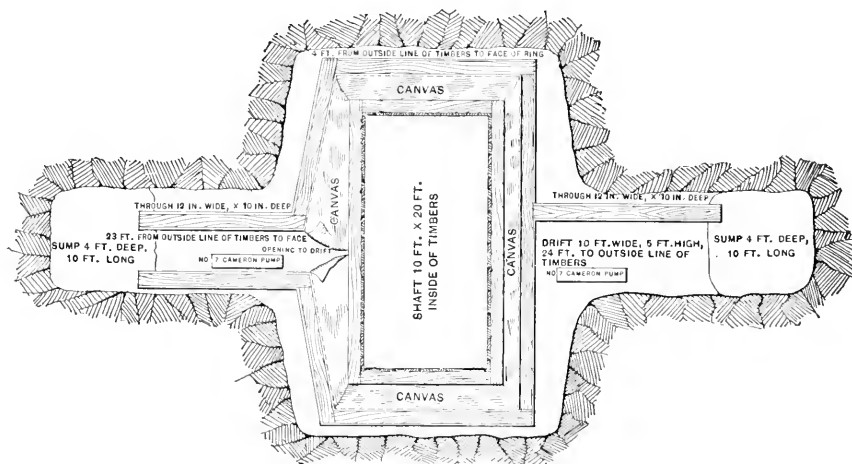 4 FT. FROM OUTSIDE LINE OF TIMBERS TO FACE OF RING
CANVAS
THROUGH 12 IN. WIDE, X 10 IN. DEEP
23 FT. FROM OUTSIDE LINE OF TIMBERS TO FACE
SUMP 4 FT. DEEP,
10 FT. LONG
OPENING TO DRIFT
NO 7 CAMERON PUMP
CANVAS
SHAFT 10 FT. X 20 FT.
INSIDE OF TIMBERS
CANVAS
THROUGH 12 IN. WIDE, X 10 IN. DEEP
DRIFT 10 FT. WIDE, 5 FT. HIGH,
24 FT. TO OUTSIDE LINE OF
TIMBERS
NO 7 CAMERON PUMP
SUMP 4 FT. DEEP,
10 FT. LONG
CANVAS